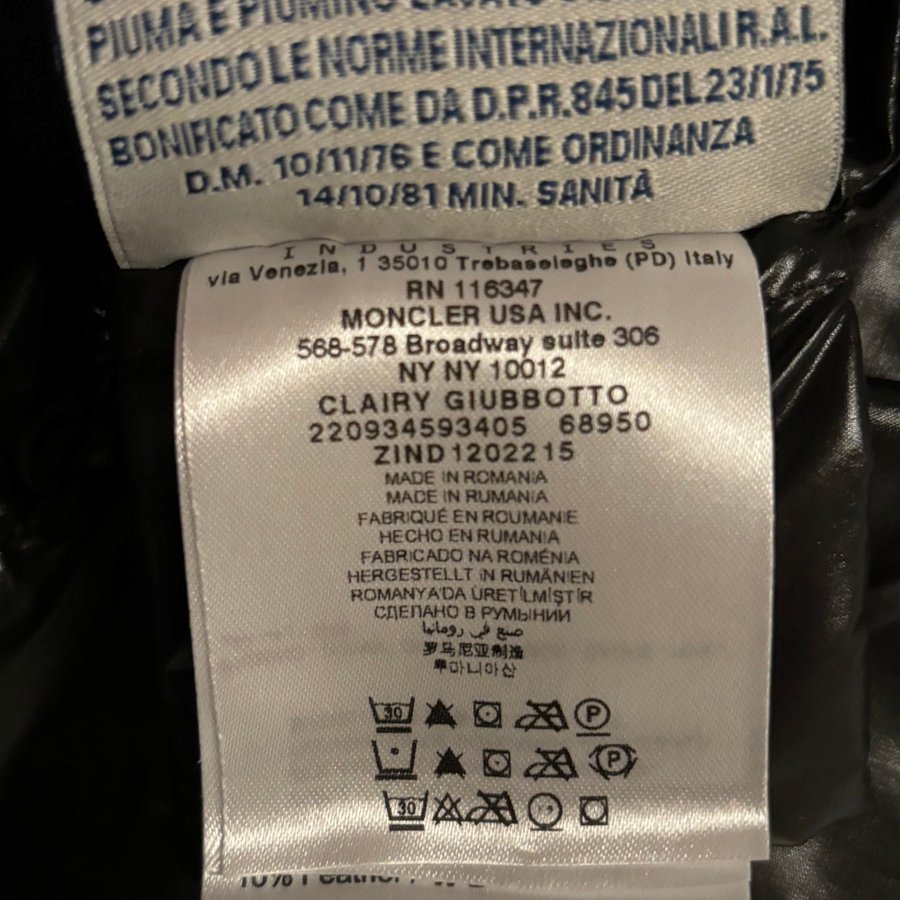 PIUMA E PIUMINO LAVATO
SECONDO LE NORME INTERNAZIONALI R.A.L.
BONIFICATO COME DA D.P.R. 845 DEL 23/1/75
D.M. 10/11/76 E COME ORDINANZA
14/10/81 MIN. SANITÀ
INDUSTRIES
via Venezia, 1 35010 Trebaseleghe (PD) Italy
RN 116347
MONCLER USA INC.
568-578 Broadway suite 306
NY NY 10012
CLAIRY GIUBBOTTO
220934593405 68950
ZIND1202215
MADE IN ROMANIA
MADE IN RUMANIA
FABRIQUÉ EN ROUMANIE
HECHO EN RUMANIA
FABRICADO NA ROMÉNIA
HERGESTELLT IN RUMÄNIEN
ROMANYA'DA ÜRETİLMİŞTİR
СДЕЛАНО В РУМЫНИИ
صنع في رومانيا
罗马尼亚制造
루마니아산
30 P
P
30
10% Feather